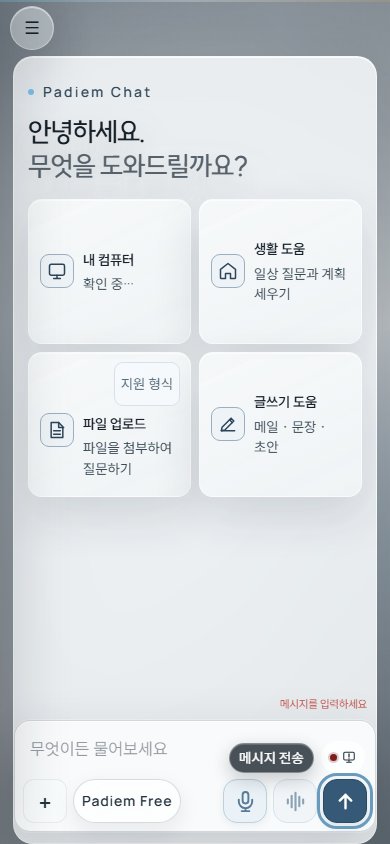 Padiem Chat
안녕하세요.
무엇을 도와드릴까요?
내 컴퓨터
확인 중…
생활 도움
일상 질문과 계획
세우기
지원 형식
파일 업로드
파일을 첨부하여
질문하기
글쓰기 도움
메일 · 문장 ·
초안
메시지를 입력하세요
무엇이든 물어보세요
메시지 전송
Padiem Free